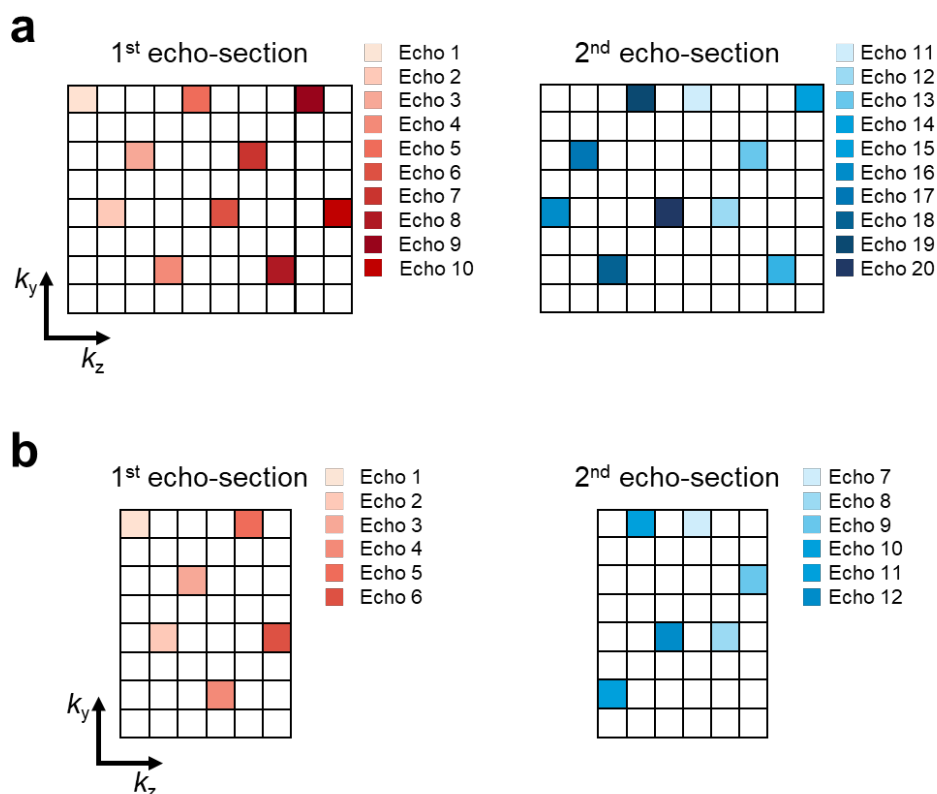 a
1st echo-section
Echo 1
Echo 2
Echo 3
Echo 4
Echo 5
Echo 6
Echo 7
Echo 8
Echo 9
Echo 10
2nd echo-section
Echo 11
Echo 12
Echo 13
Echo 14
Echo 15
Echo 16
Echo 17
Echo 18
Echo 19
Echo 20
ky
kz
b
1st echo-section
Echo 1
Echo 2
Echo 3
Echo 4
Echo 5
Echo 6
2nd echo-section
Echo 7
Echo 8
Echo 9
Echo 10
Echo 11
Echo 12
ky
kz